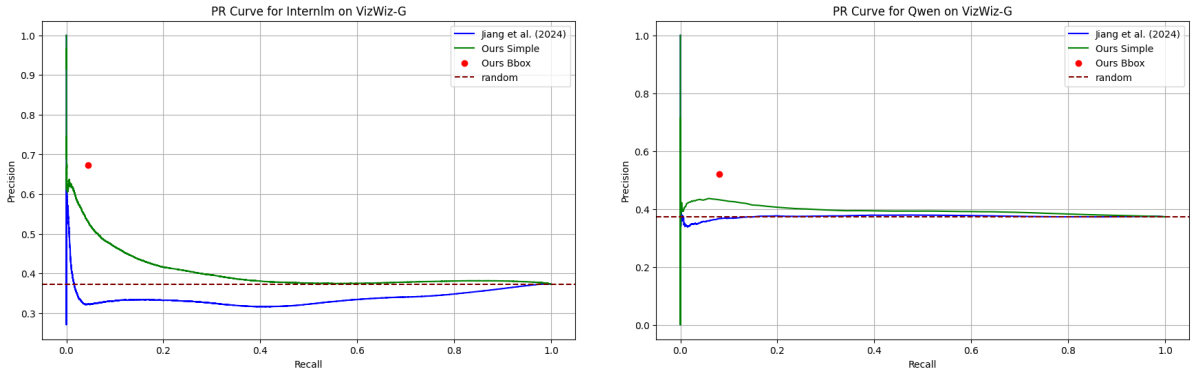 PR Curve for Internlm on VizWiz-G
Precision
1.0
0.9
0.8
0.7
0.6
0.5
0.4
0.3
Jiang et al. (2024)
Ours Simple
Ours Bbox
random
0.0 0.2 0.4 0.6 0.8 1.0
Recall
PR Curve for Qwen on VizWiz-G
Precision
1.0
0.8
0.6
0.4
0.2
0.0
Jiang et al. (2024)
Ours Simple
Ours Bbox
random
0.0 0.2 0.4 0.6 0.8 1.0
Recall